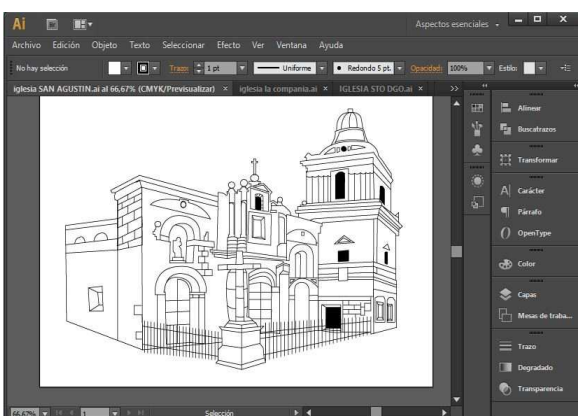 Ai
Aspectos esenciales
Archivo Edición Objeto Texto Seleccionar Efecto Ver Ventana Ayuda
No hay selección Trazo: 1 pt Uniforme Redondo 5 pt. Opacidad: 100% Estilo:
iglesia SAN AGUSTIN.ai al 66,67% (CMYK/Previsualizar) × iglesia la compania.ai × IGLESIA STO DGO.ai ×
Alinear
Buscatrazos
Transformar
Carácter
Párrafo
OpenType
Color
Capas
Mesas de traba...
Trazo
Degradado
Transparencia
66,67% 1 Selección